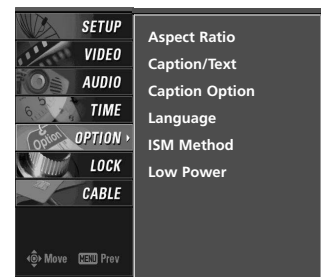 SETUP
VIDEO
AUDIO
TIME
Option OPTION
LOCK
CABLE
Move MENU Prev
Aspect Ratio
Caption/Text
Caption Option
Language
ISM Method
Low Power